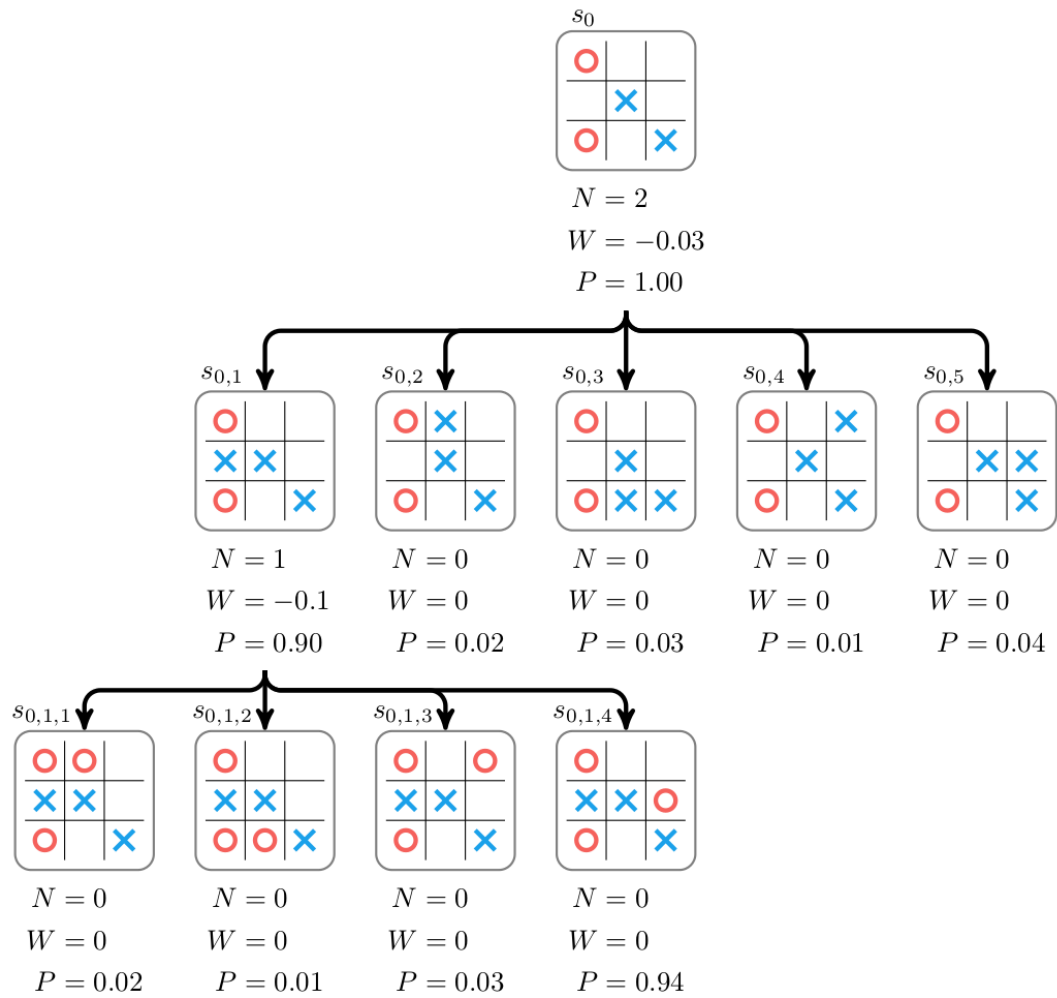 s₀
N = 2
W = −0.03
P = 1.00
s₀,₁ s₀,₂ s₀,₃ s₀,₄ s₀,₅
N = 1 N = 0 N = 0 N = 0 N = 0
W = −0.1 W = 0 W = 0 W = 0 W = 0
P = 0.90 P = 0.02 P = 0.03 P = 0.01 P = 0.04
s₀,₁,₁ s₀,₁,₂ s₀,₁,₃ s₀,₁,₄
N = 0 N = 0 N = 0 N = 0
W = 0 W = 0 W = 0 W = 0
P = 0.02 P = 0.01 P = 0.03 P = 0.94